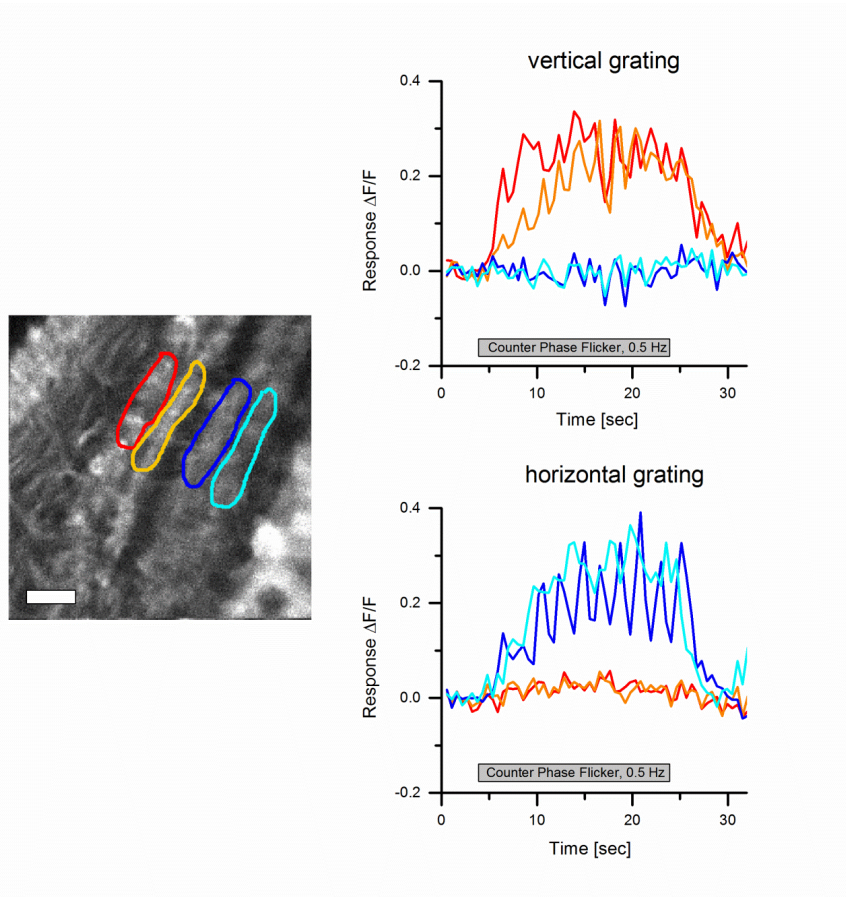 vertical grating
0.4
0.2
0.0
-0.2
Response ΔF/F
Counter Phase Flicker, 0.5 Hz
0 10 20 30
Time [sec]
horizontal grating
0.4
0.2
0.0
-0.2
Response ΔF/F
Counter Phase Flicker, 0.5 Hz
0 10 20 30
Time [sec]